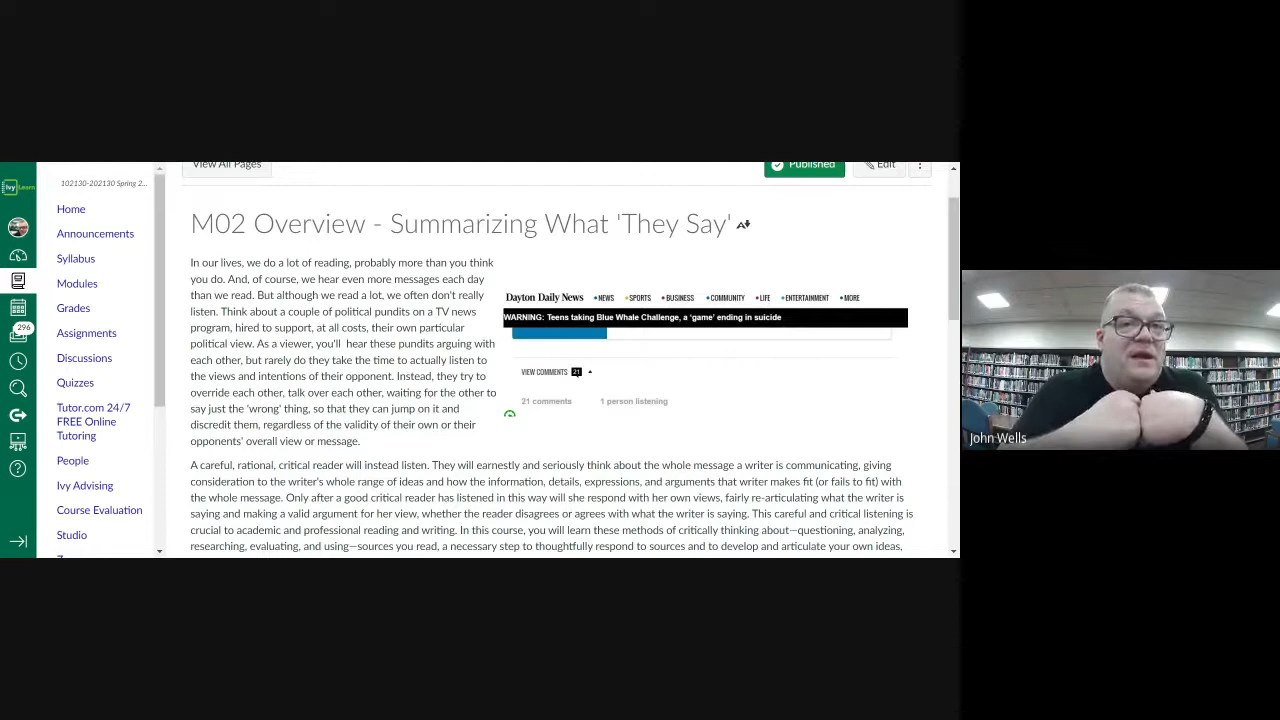 View All Pages
Published
Edit
IvyLearn
102130-202130 Spring 2...
Home
Announcements
Syllabus
Modules
Grades
Assignments
296
Discussions
Quizzes
Tutor.com 24/7
FREE Online
Tutoring
People
Ivy Advising
Course Evaluation
Studio
M02 Overview - Summarizing What 'They Say'
In our lives, we do a lot of reading, probably more than you think
you do. And, of course, we hear even more messages each day
than we read. But although we read a lot, we often don't really
listen. Think about a couple of political pundits on a TV news
program, hired to support, at all costs, their own particular
political view. As a viewer, you'll hear these pundits arguing with
each other, but rarely do they take the time to actually listen to
the views and intentions of their opponent. Instead, they try to
override each other, talk over each other, waiting for the other to
say just the 'wrong' thing, so that they can jump on it and
discredit them, regardless of the validity of their own or their
opponents' overall view or message.
Dayton Daily News NEWS SPORTS BUSINESS COMMUNITY LIFE ENTERTAINMENT MORE
WARNING: Teens taking Blue Whale Challenge, a 'game' ending in suicide
VIEW COMMENTS 21
21 comments 1 person listening
A careful, rational, critical reader will instead listen. They will earnestly and seriously think about the whole message a writer is communicating, giving
consideration to the writer's whole range of ideas and how the information, details, expressions, and arguments that writer makes fit (or fails to fit) with
the whole message. Only after a good critical reader has listened in this way will she respond with her own views, fairly re-articulating what the writer is
saying and making a valid argument for her view, whether the reader disagrees or agrees with what the writer is saying. This careful and critical listening is
crucial to academic and professional reading and writing. In this course, you will learn these methods of critically thinking about—questioning, analyzing,
researching, evaluating, and using—sources you read, a necessary step to thoughtfully respond to sources and to develop and articulate your own ideas,
John Wells